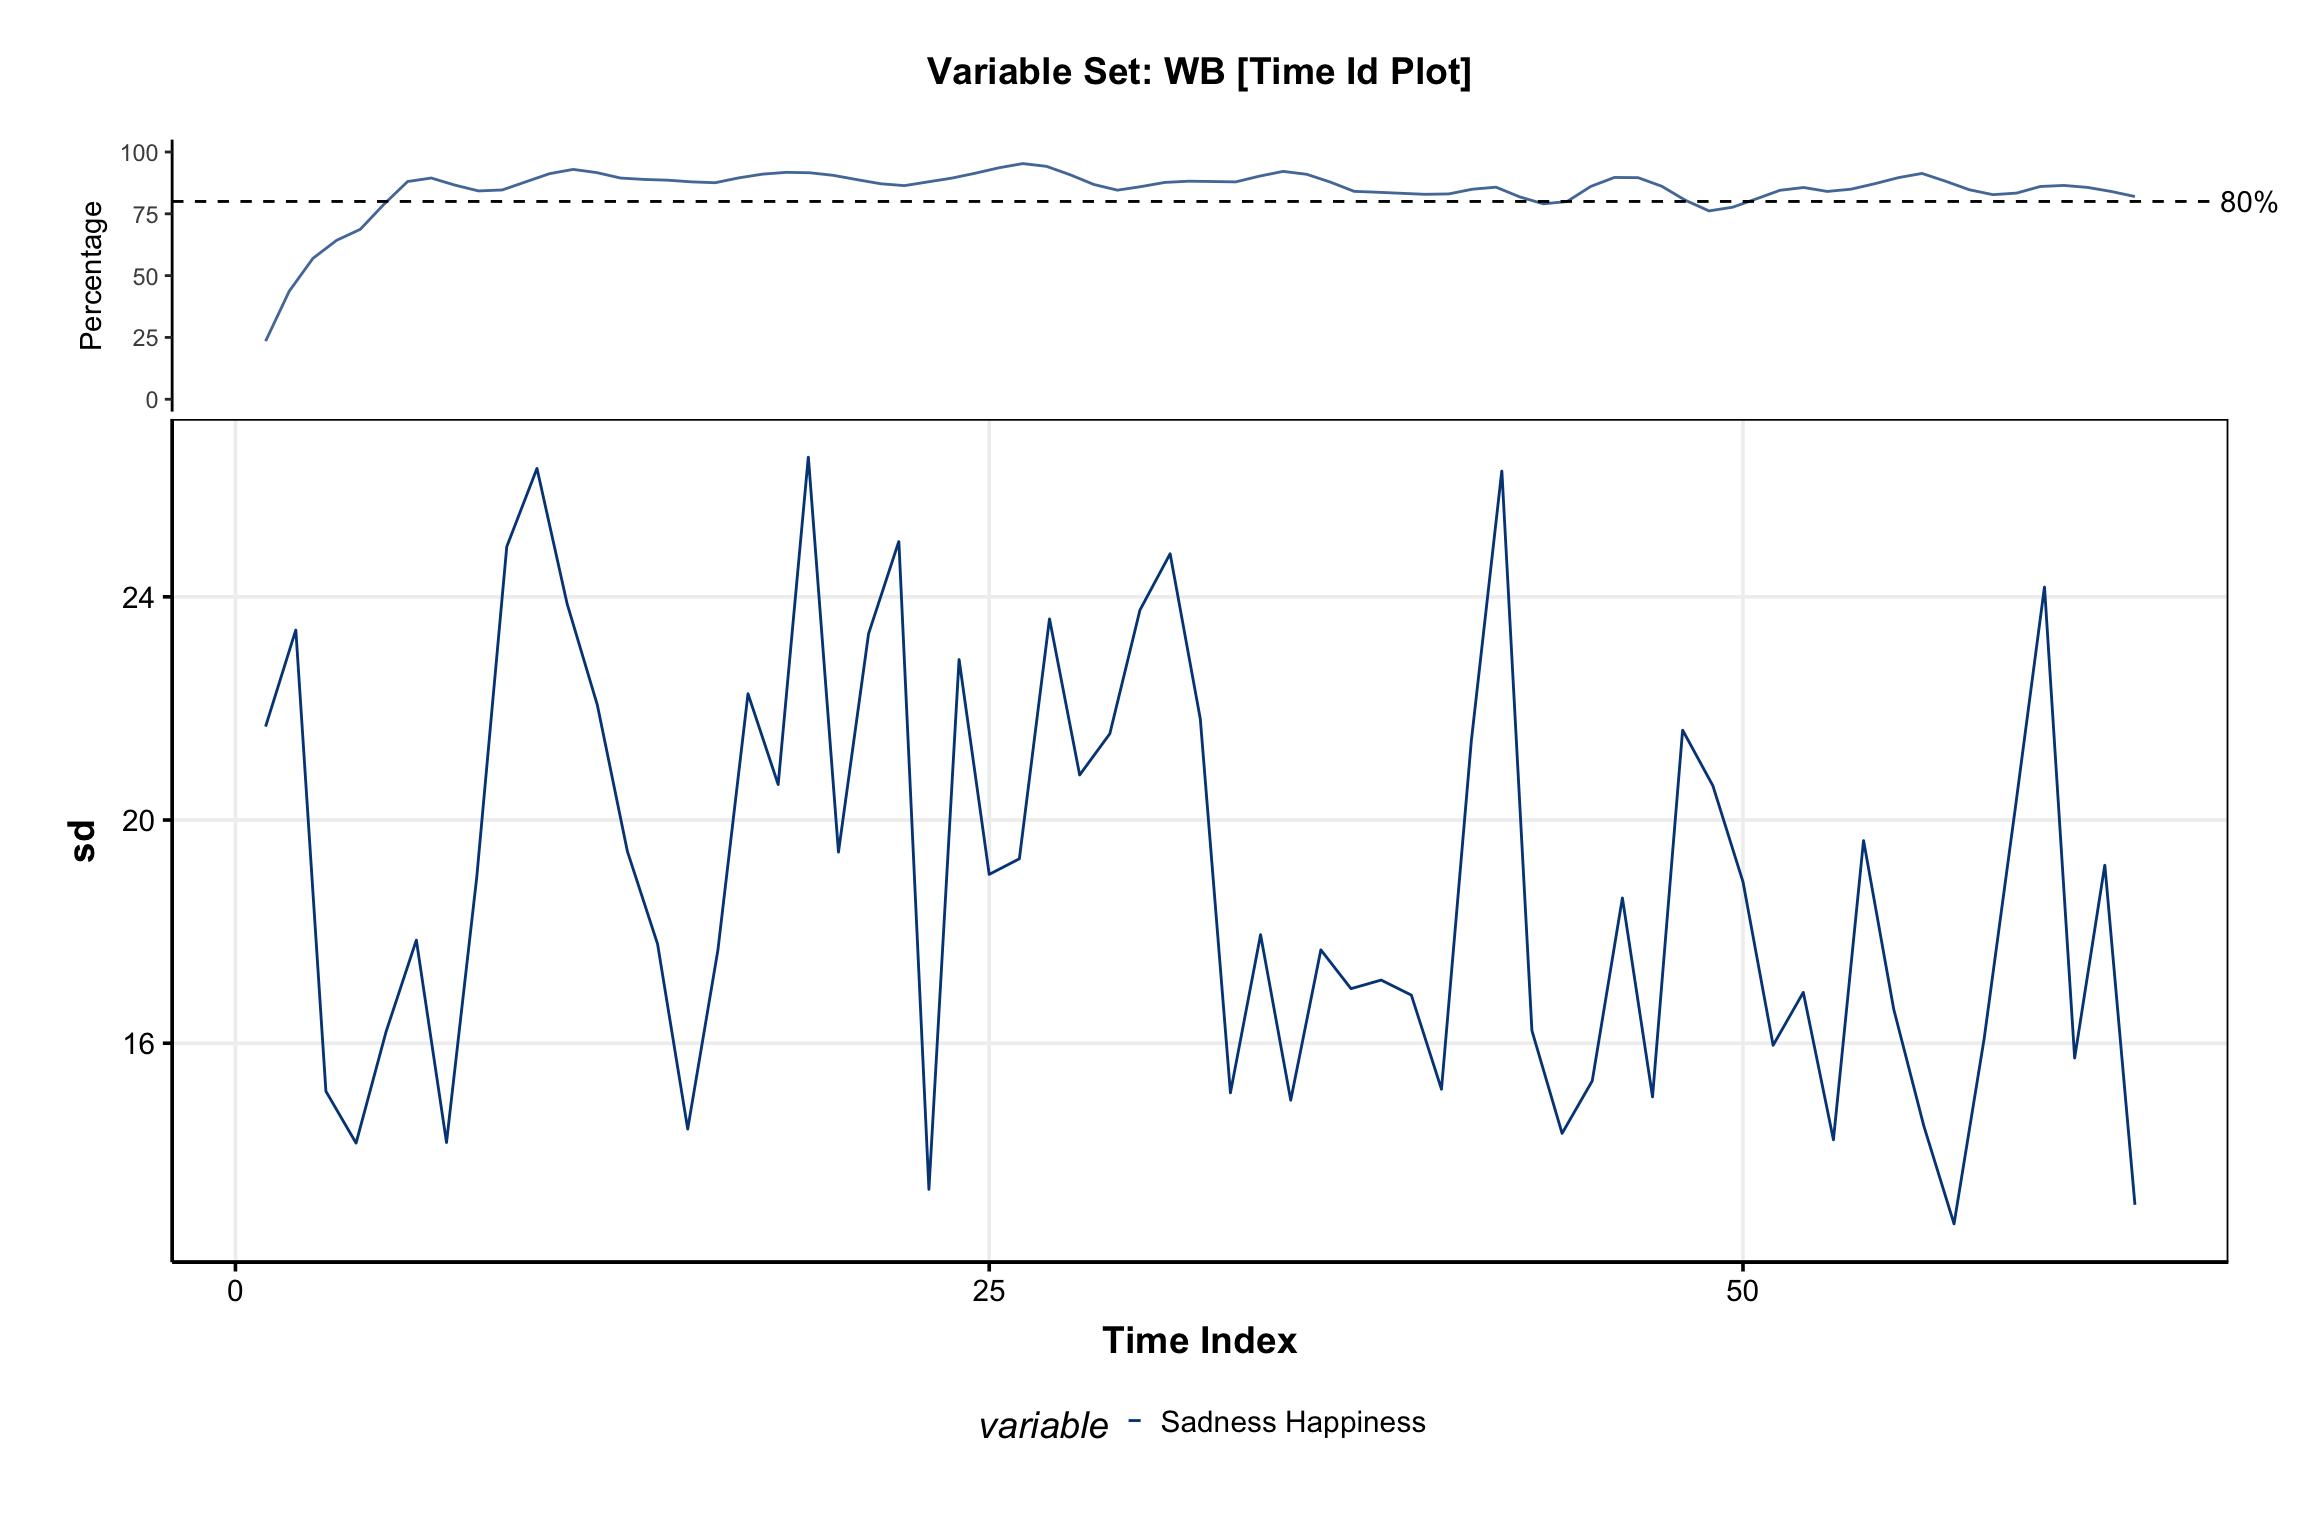 Variable Set: WB [Time Id Plot]
100
75
50
25
0
Percentage
80%
24
20
16
sd
0 25 50
Time Index
variable Sadness Happiness